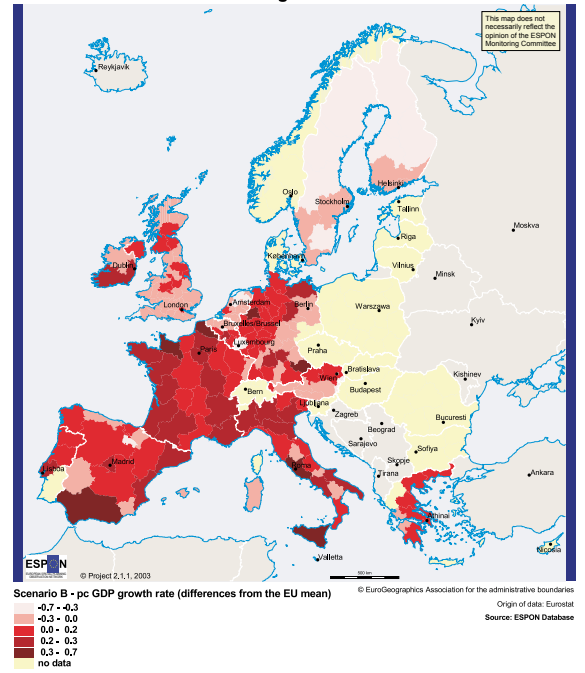 This map does not
necessarily reflect the
opinion of the ESPON
Monitoring Committee
Reykjavik
Oslo
Helsinki
Stockholm
Tallinn
Moskva
Riga
København
Dublin
Vilnius
Minsk
London
Amsterdam
Berlin
Warszawa
Bruxelles/Brussel
Kyiv
Luxembourg
Paris
Praha
Wien
Bratislava
Kishinev
Bern
Budapest
Ljubljana
Zagreb
Bucuresti
Beograd
Sarajevo
Sofiya
Skopje
Madrid
Roma
Tirana
Ankara
Lisboa
Athinai
Nicosia
Valletta
ESPON
© Project 2.1.1, 2003
500 km
© EuroGeographics Association for the administrative boundaries
Scenario B - pc GDP growth rate (differences from the EU mean)
Origin of data: Eurostat
Source: ESPON Database
-0.7 - -0.3
-0.3 - 0.0
0.0 - 0.2
0.2 - 0.3
0.3 - 0.7
no data